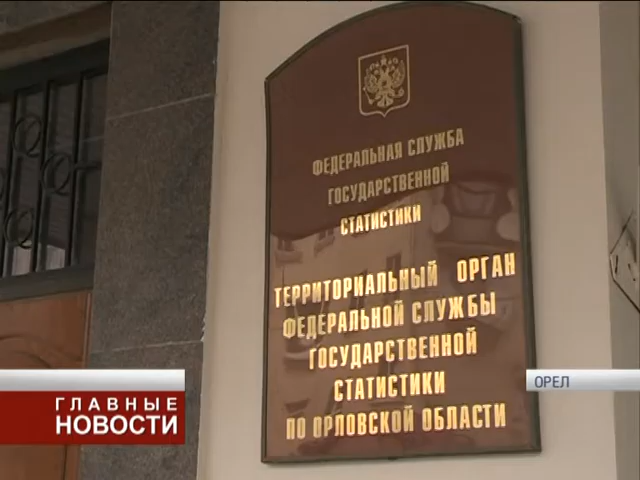 ФЕДЕРАЛЬНАЯ СЛУЖБА
ГОСУДАРСТВЕННОЙ
СТАТИСТИКИ
ТЕРРИТОРИАЛЬНЫЙ ОРГАН
ФЕДЕРАЛЬНОЙ СЛУЖБЫ
ГОСУДАРСТВЕННОЙ
СТАТИСТИКИ
ПО ОРЛОВСКОЙ ОБЛАСТИ
ОРЕЛ
ГЛАВНЫЕ
НОВОСТИ